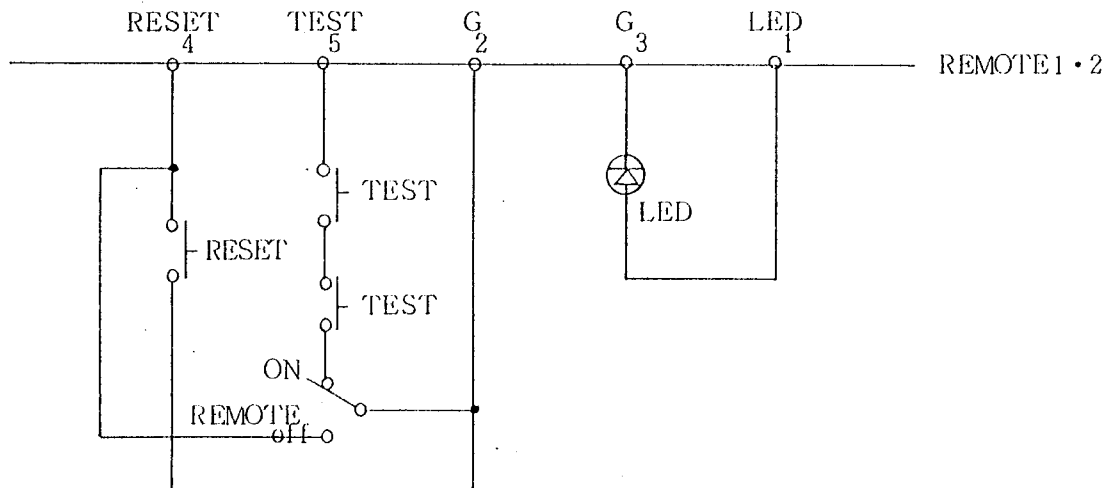 RESET TEST G G LED
4 5 2 3 1
REMOTE1・2
TEST
LED
RESET
TEST
ON
REMOTE
off